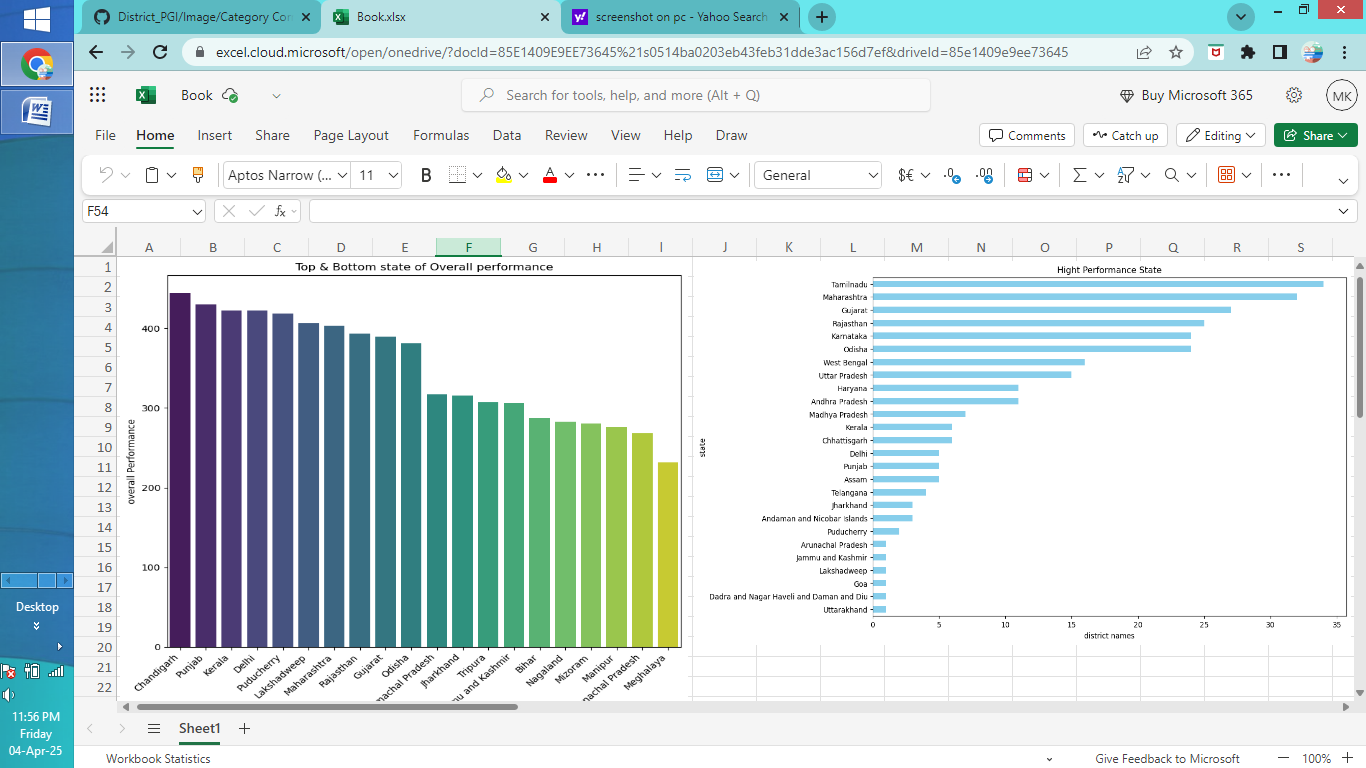 District_PGI/Image/Category Cor
Book.xlsx
screenshot on pc - Yahoo Search
excel.cloud.microsoft/open/onedrive/?docId=85E1409E9EE73645%21s0514ba0203eb43feb31dde3ac156d7ef&driveId=85e1409e9ee73645
Book
Search for tools, help, and more (Alt + Q)
Buy Microsoft 365
MK
File Home Insert Share Page Layout Formulas Data Review View Help Draw
Comments
Catch up
Editing
Share
Aptos Narrow (...
11
B
A
General
$€
.0
.00
F54
fx
A B C D E F G H I J K L M N O P Q R S
1
2
3
4
5
6
7
8
9
10
11
12
13
14
15
16
17
18
19
20
21
22
Top & Bottom state of Overall performance
overall Performance
400
300
200
100
0
Chandigarh
Punjab
Kerala
Delhi
Puducherry
Lakshadweep
Maharashtra
Rajasthan
Gujarat
Odisha
nachal Pradesh
Jharkhand
Tripura
nu and Kashmir
Bihar
Nagaland
Mizoram
Manipur
nachal Pradesh
Meghalaya
Hight Performance State
state
Tamilnadu
Maharashtra
Gujarat
Rajasthan
Karnataka
Odisha
West Bengal
Uttar Pradesh
Haryana
Andhra Pradesh
Madhya Pradesh
Kerala
Chhattisgarh
Delhi
Punjab
Assam
Telangana
Jharkhand
Andaman and Nicobar Islands
Puducherry
Arunachal Pradesh
Jammu and Kashmir
Lakshadweep
Goa
Dadra and Nagar Haveli and Daman and Diu
Uttarakhand
0 5 10 15 20 25 30 35
district names
Sheet1
Workbook Statistics
Give Feedback to Microsoft
100%
Desktop
11:56 PM
Friday
04-Apr-25